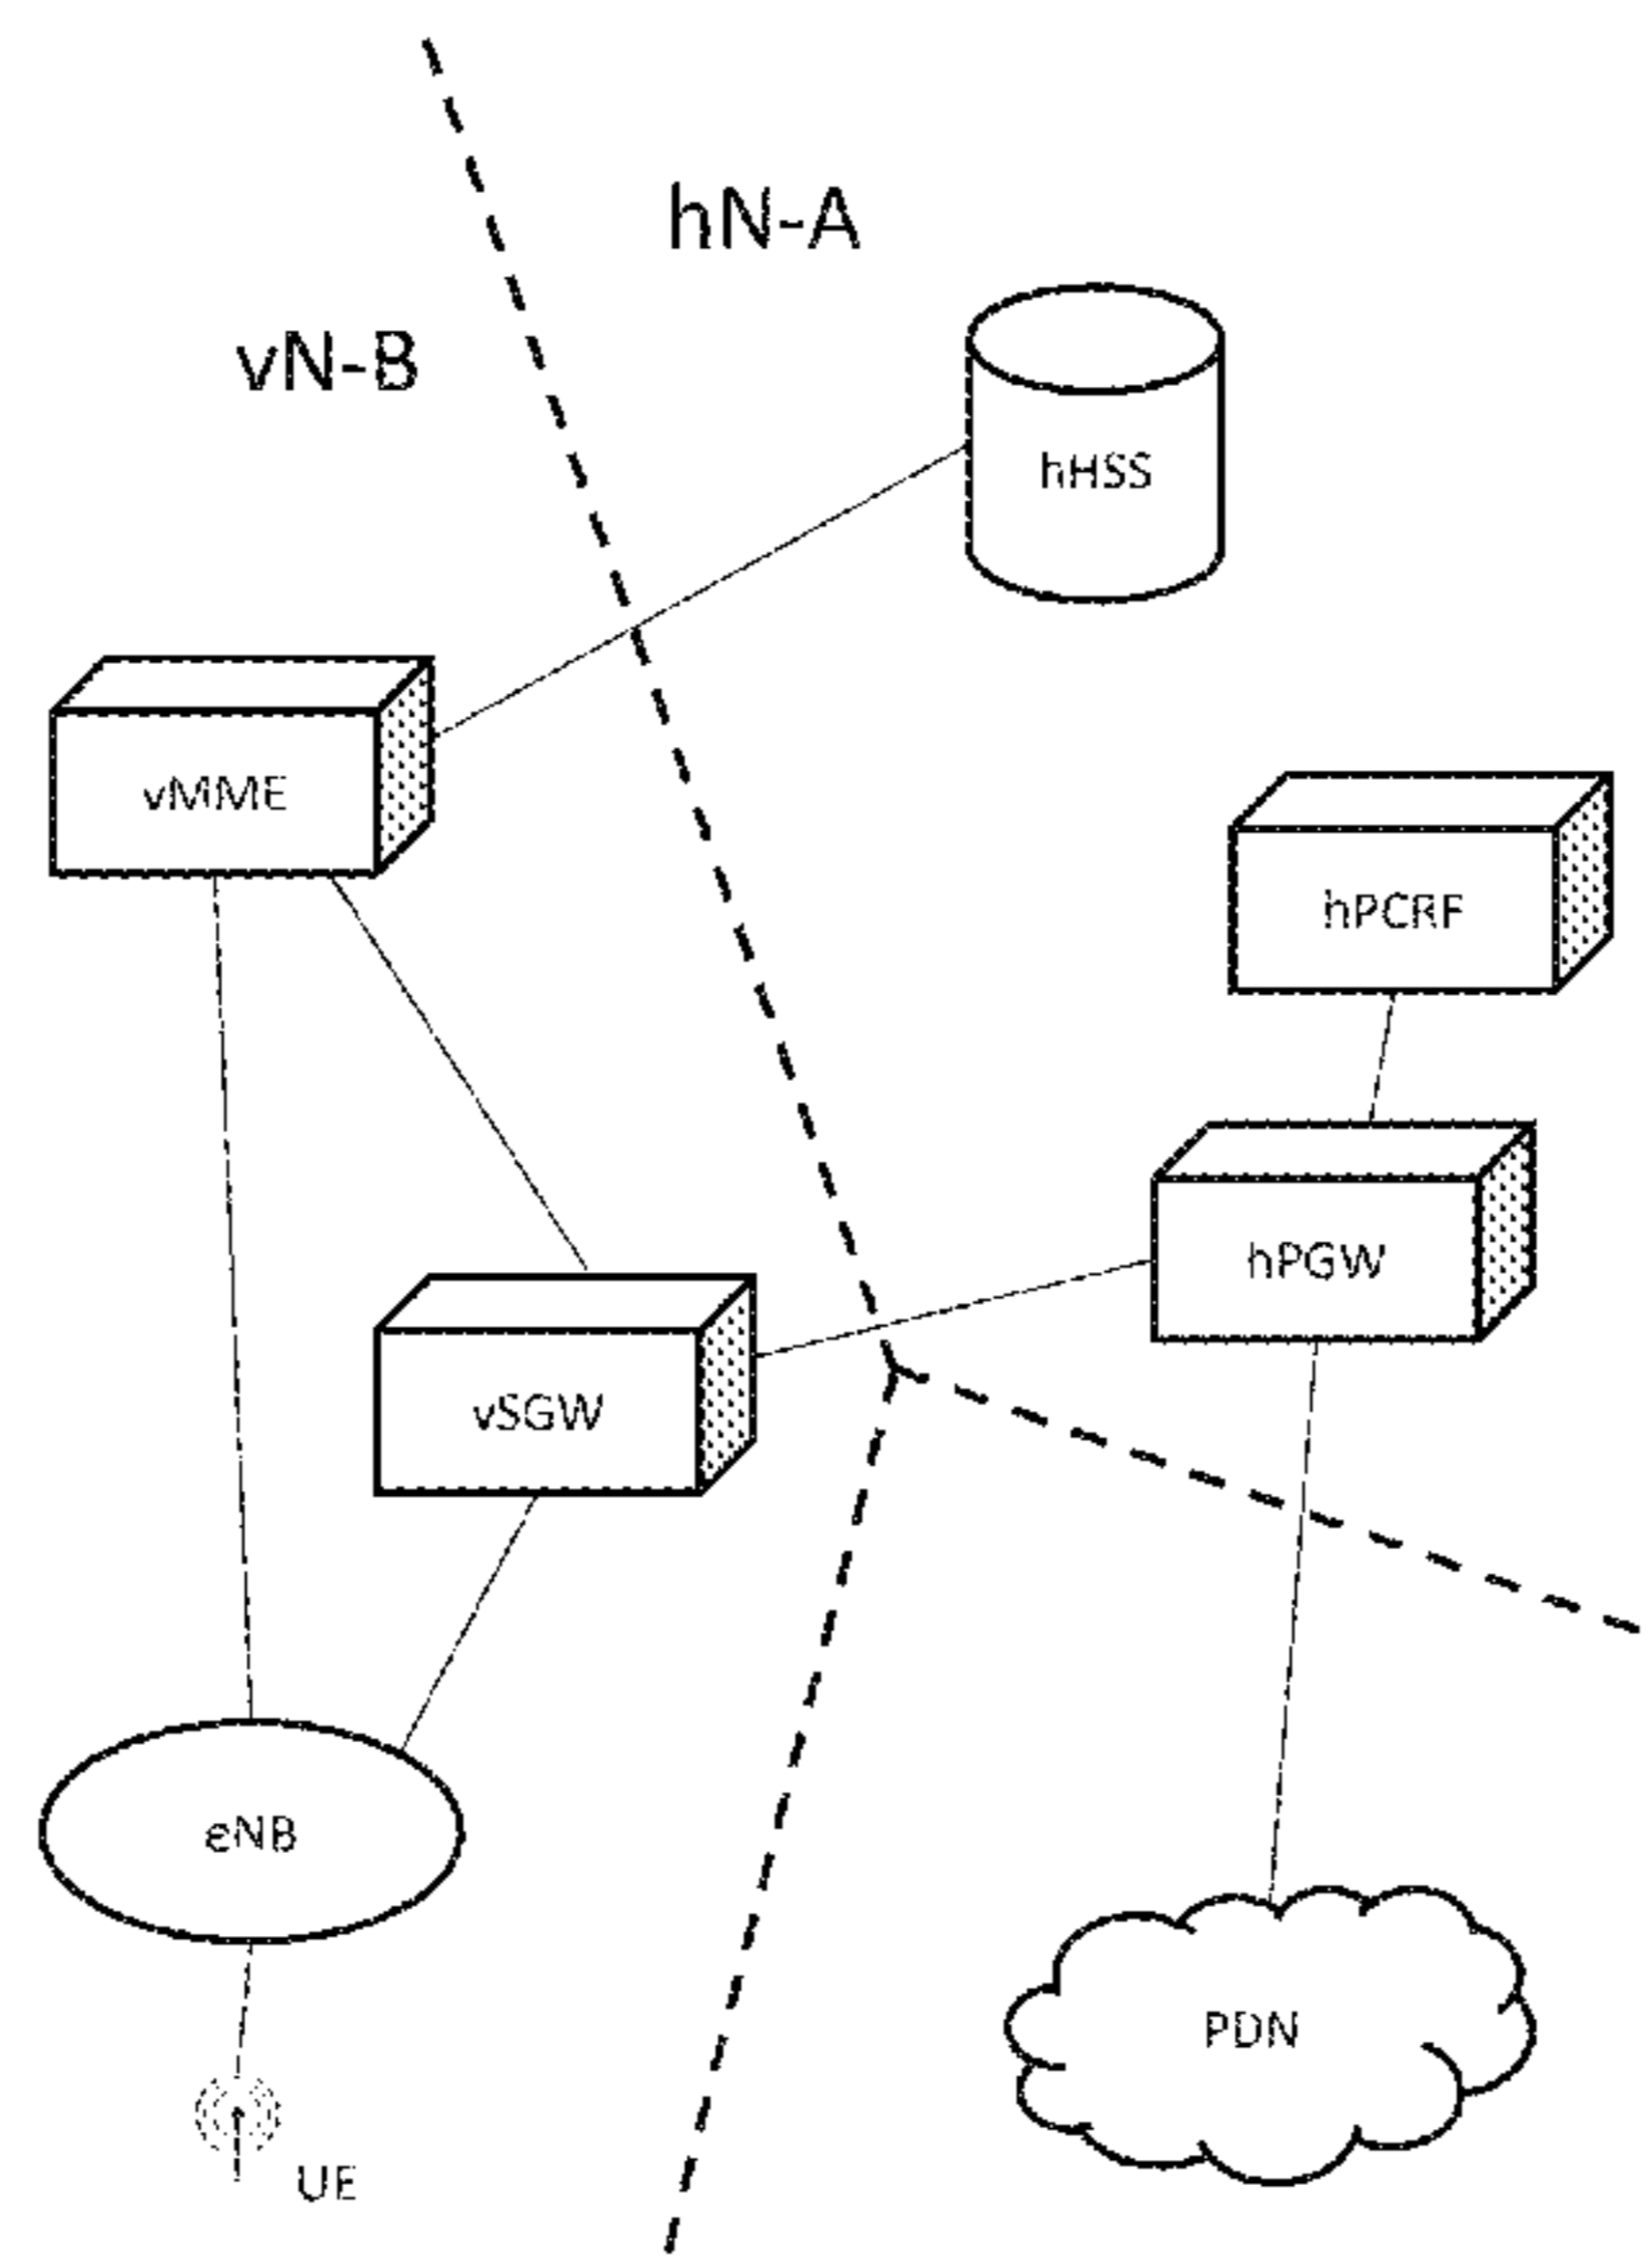 hN-A
vN-B
hHSS
vMME
hPCRF
hPGW
vSGW
eNB
PDN
UE